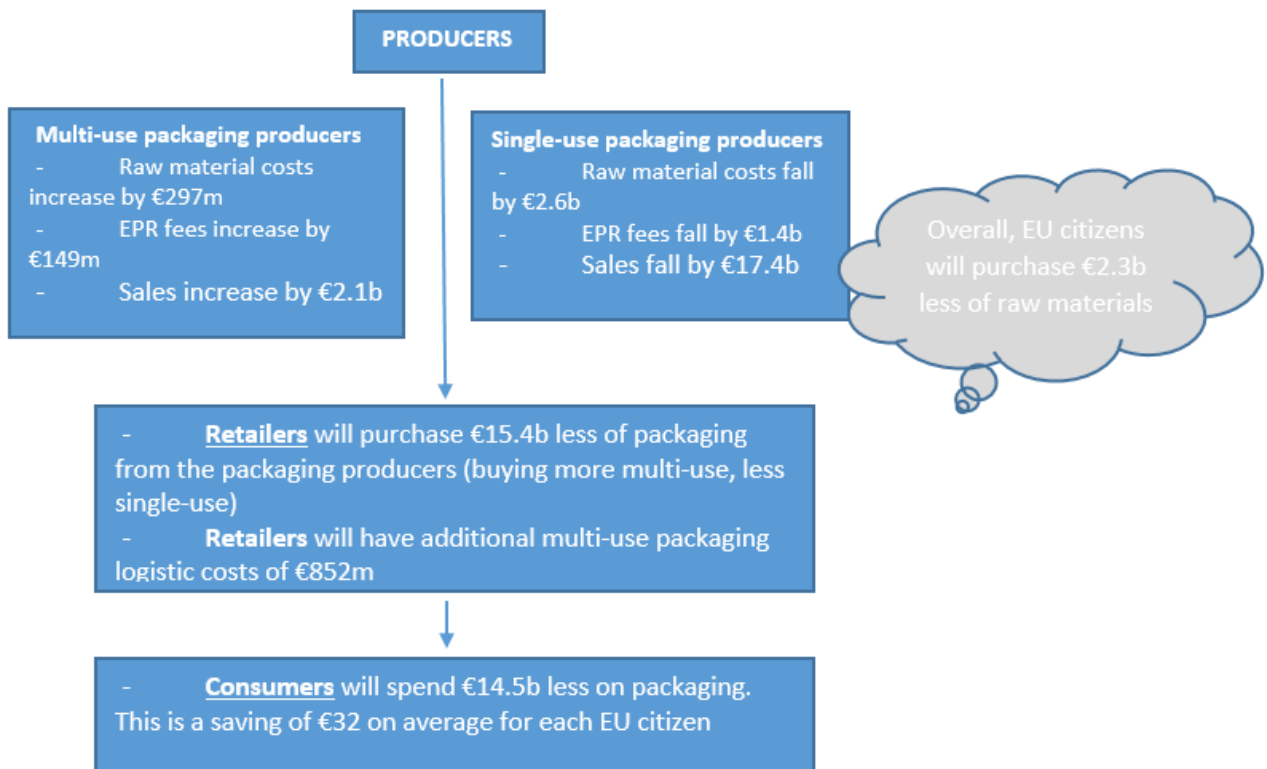 PRODUCERS
Multi-use packaging producers
- Raw material costs
increase by €297m
- EPR fees increase by
€149m
- Sales increase by €2.1b
Single-use packaging producers
- Raw material costs fall
by €2.6b
- EPR fees fall by €1.4b
- Sales fall by €17.4b
Overall, EU citizens
will purchase €2.3b
less of raw materials
- Retailers will purchase €15.4b less of packaging
from the packaging producers (buying more multi-use, less
single-use)
- Retailers will have additional multi-use packaging
logistic costs of €852m
- Consumers will spend €14.5b less on packaging.
This is a saving of €32 on average for each EU citizen